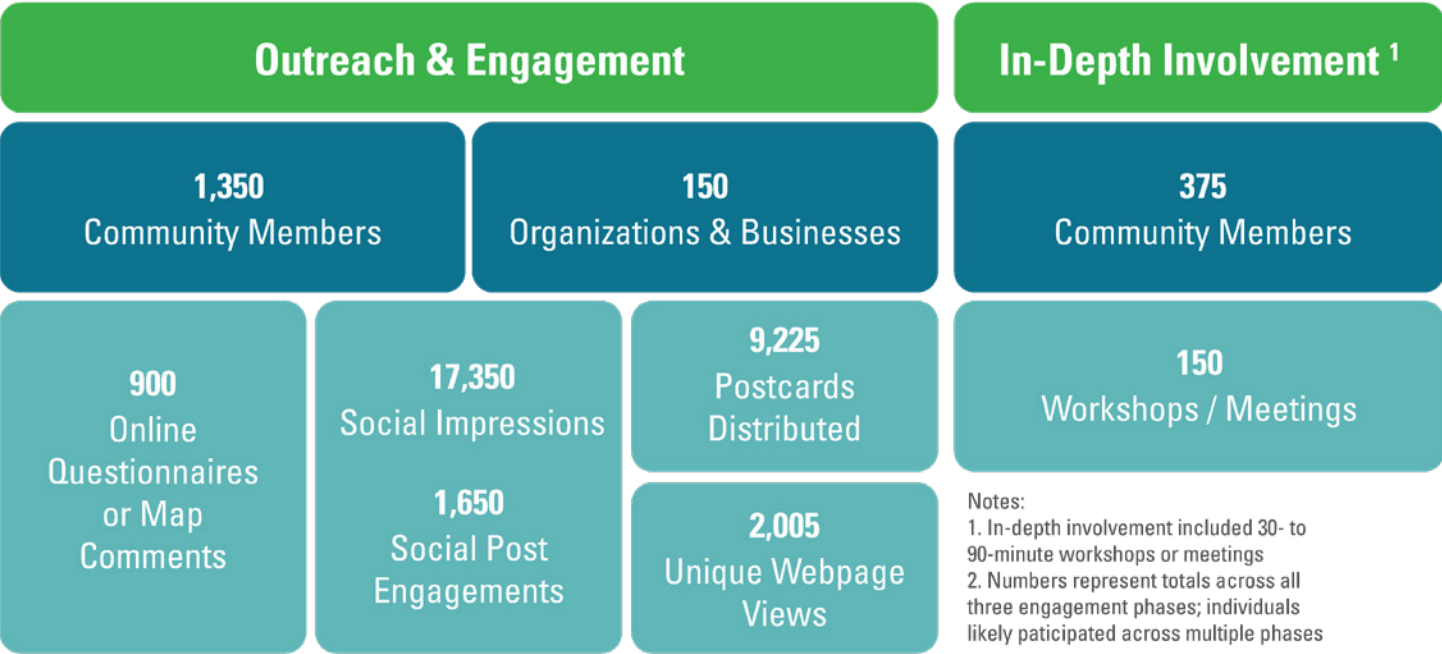 Outreach & Engagement
In-Depth Involvement 1
1,350
Community Members
150
Organizations & Businesses
375
Community Members
900
Online
Questionnaires
or Map
Comments
17,350
Social Impressions
1,650
Social Post
Engagements
9,225
Postcards
Distributed
2,005
Unique Webpage
Views
150
Workshops / Meetings
Notes:
1. In-depth involvement included 30- to
90-minute workshops or meetings
2. Numbers represent totals across all
three engagement phases; individuals
likely paticipated across multiple phases